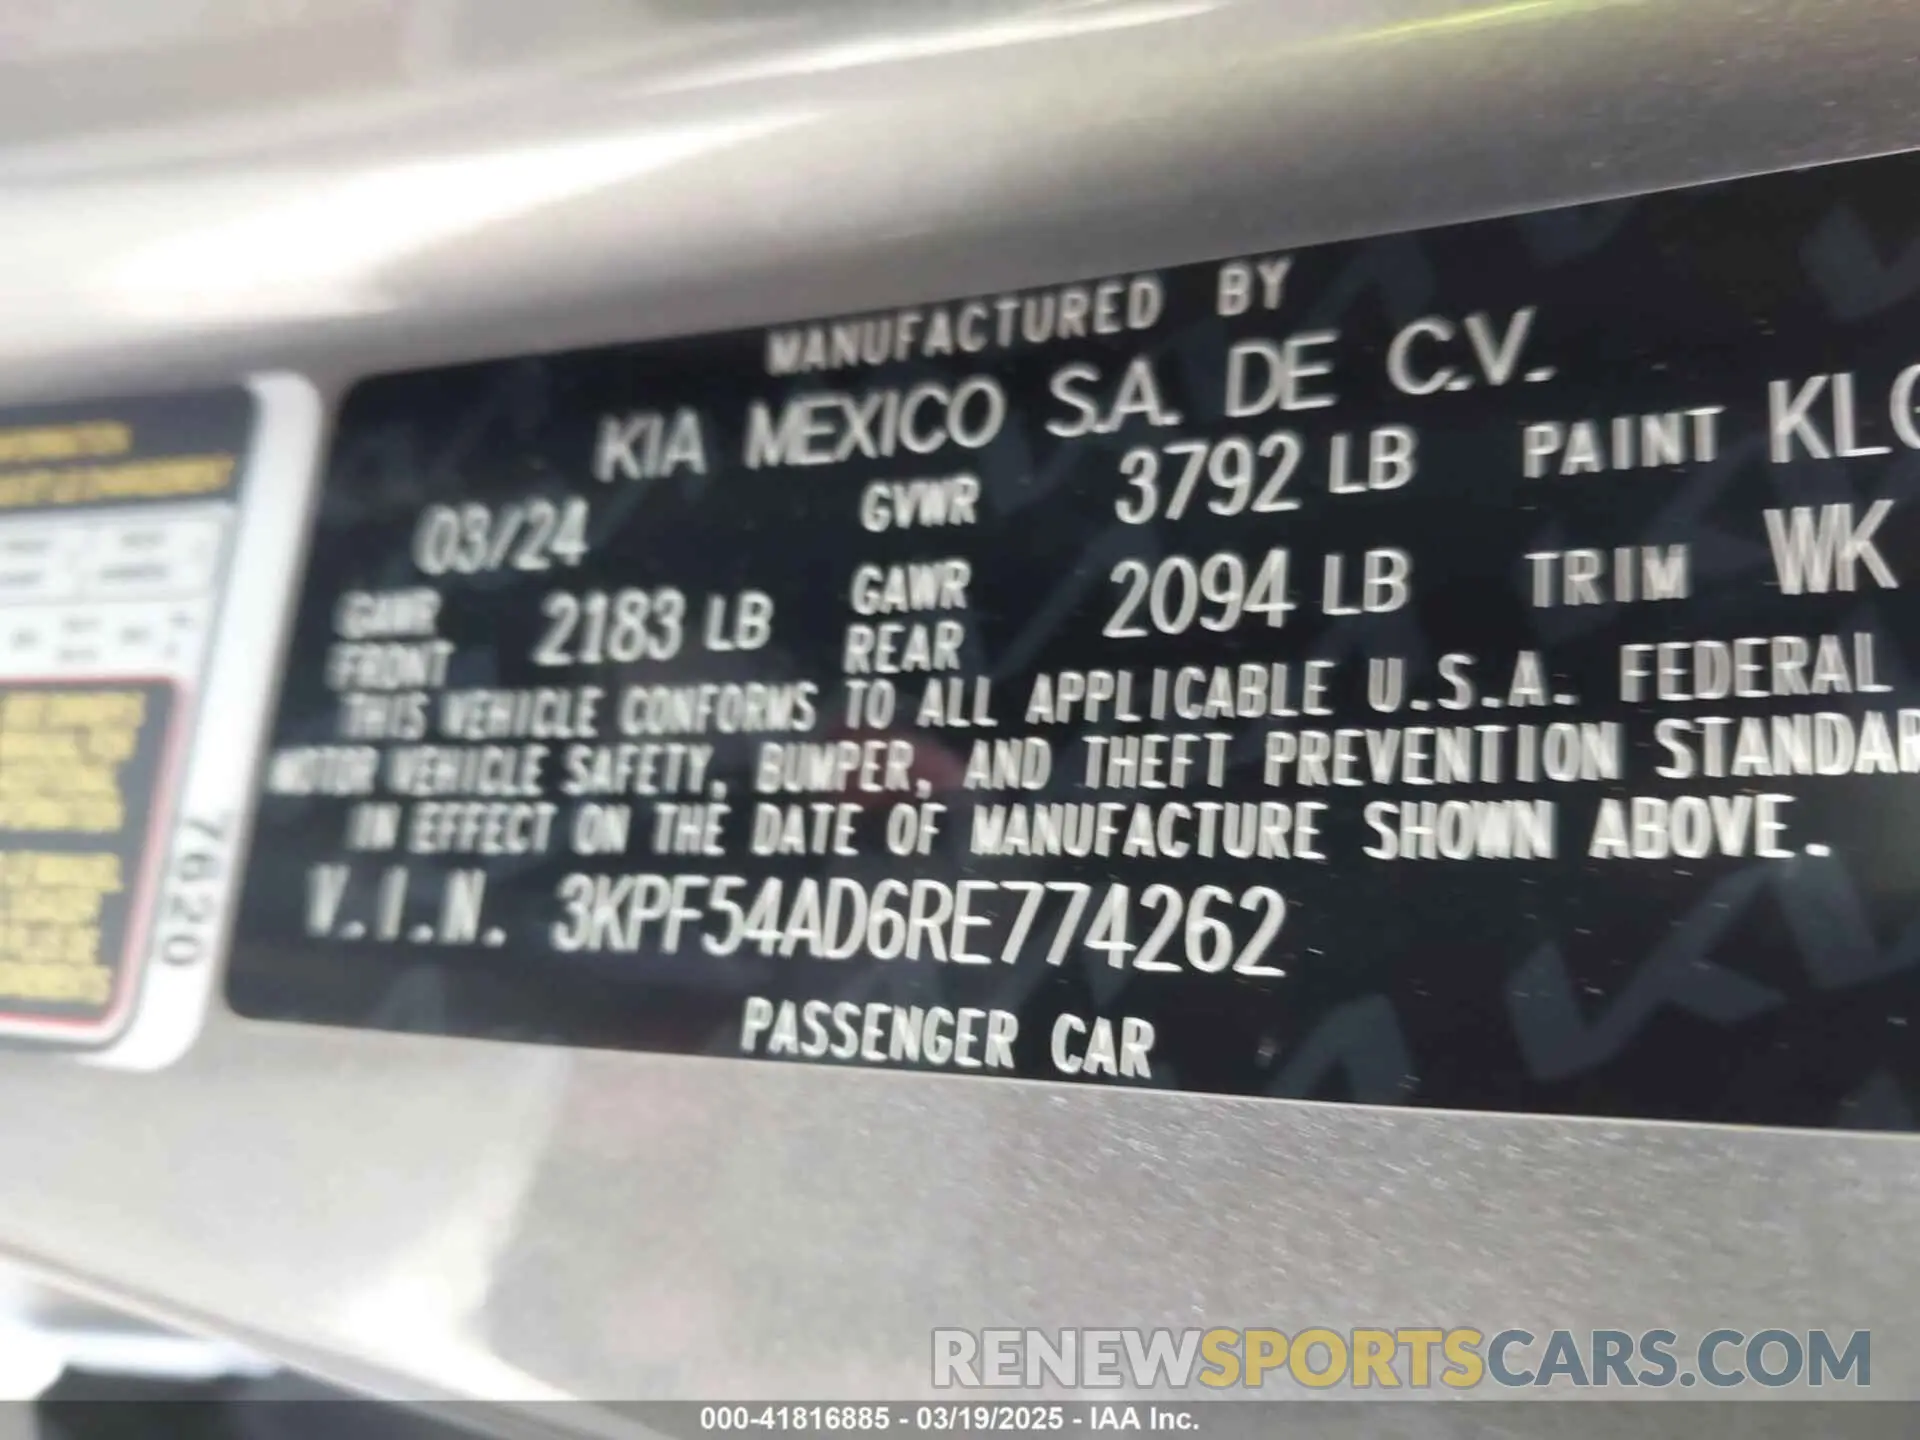 MANUFACTURED BY
KIA MEXICO S.A. DE C.V.
03/24 GVWR 3792 LB PAINT KLG
GAWR FRONT 2183 LB GAWR REAR 2094 LB TRIM WK
THIS VEHICLE CONFORMS TO ALL APPLICABLE U.S.A. FEDERAL
MOTOR VEHICLE SAFETY, BUMPER, AND THEFT PREVENTION STANDAR
IN EFFECT ON THE DATE OF MANUFACTURE SHOWN ABOVE.
V.I.N. 3KPF54AD6RE774262
PASSENGER CAR
7620
RENEWSPORTSCARS.COM
000-41816885 - 03/19/2025 - IAA Inc.